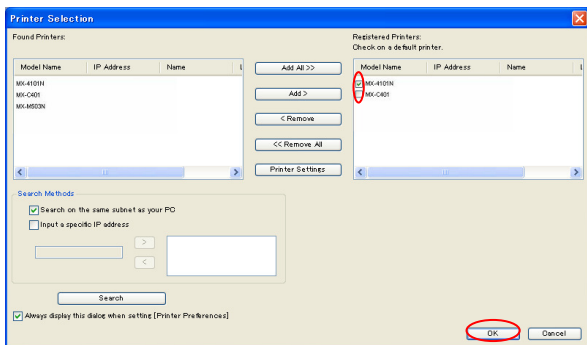 Printer Selection
Found Printers:
Registered Printers:
Check on a default printer.
Model Name IP Address Name L
Add All >>
Model Name IP Address Name L
MX-4101N
MX-C401
MX-M503N
Add >
MX-4101N
MX-C401
< Remove
<< Remove All
Printer Settings
Search Methods
Search on the same subnet as your PC
Input a specific IP address
>
<
Search
Always display this dialog when setting [Printer Preferences]
OK
Cancel